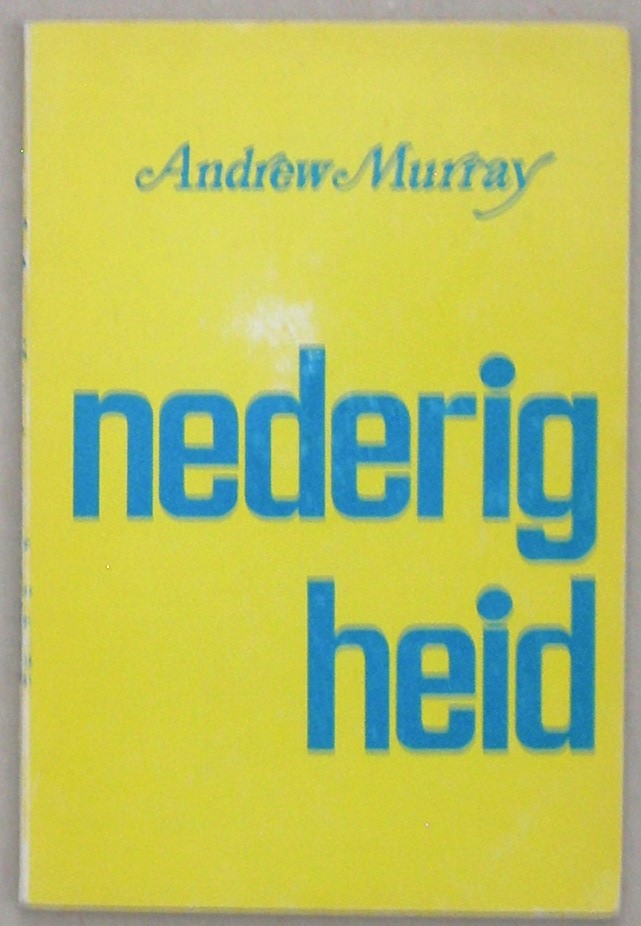 Andrew Murray
nederig
heid